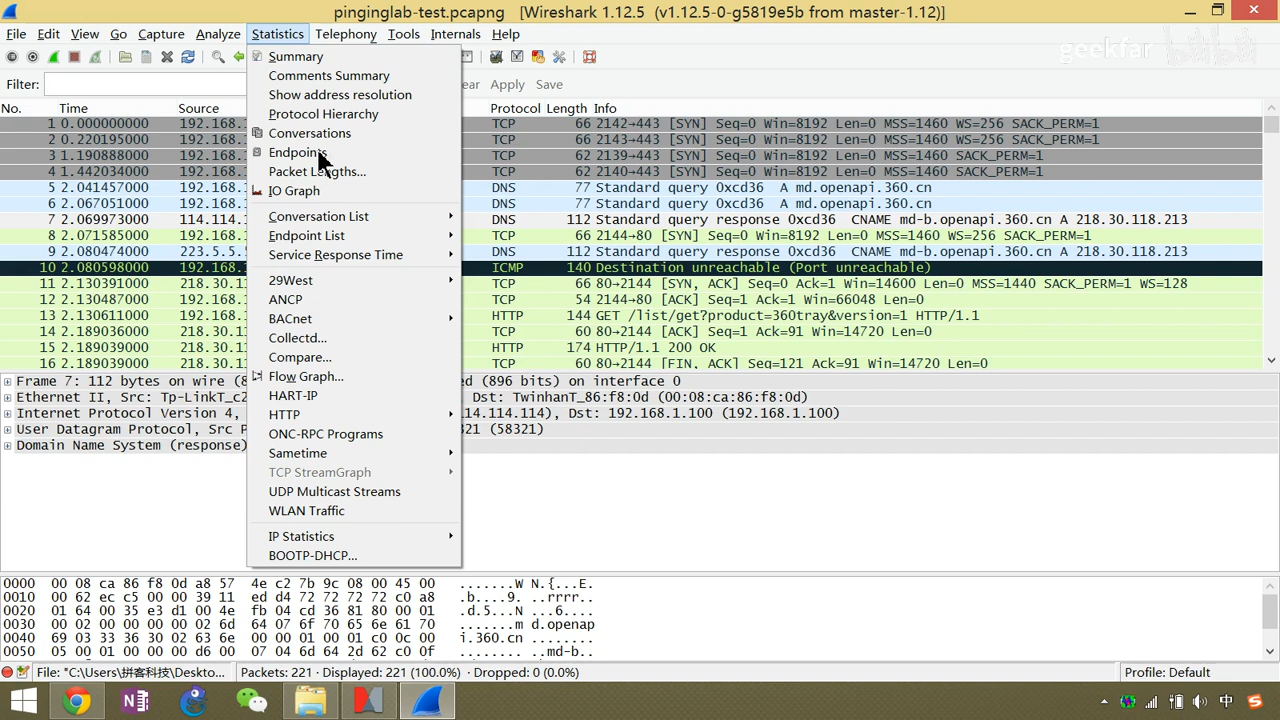 pinginglab-test.pcapng [Wireshark 1.12.5 (v1.12.5-0-g5819e5b from master-1.12)]
File Edit View Go Capture Analyze Statistics Telephony Tools Internals Help
geekfar bilibili
Filter: ear Apply Save
No. Time Source Protocol Length Info
1 0.000000000 192.168.1 TCP 66 2142→443 [SYN] Seq=0 Win=8192 Len=0 MSS=1460 WS=256 SACK_PERM=1
2 0.220195000 192.168.1 TCP 66 2143→443 [SYN] Seq=0 Win=8192 Len=0 MSS=1460 WS=256 SACK_PERM=1
3 1.190888000 192.168.1 TCP 62 2139→443 [SYN] Seq=0 Win=8192 Len=0 MSS=1460 SACK_PERM=1
4 1.442034000 192.168.1 TCP 62 2140→443 [SYN] Seq=0 Win=8192 Len=0 MSS=1460 SACK_PERM=1
5 2.041457000 192.168.1 DNS 77 Standard query 0xcd36 A md.openapi.360.cn
6 2.067051000 192.168.1 DNS 77 Standard query 0xcd36 A md.openapi.360.cn
7 2.069973000 114.114.1 DNS 112 Standard query response 0xcd36 CNAME md-b.openapi.360.cn A 218.30.118.213
8 2.071585000 192.168.1 TCP 66 2144→80 [SYN] Seq=0 Win=8192 Len=0 MSS=1460 WS=256 SACK_PERM=1
9 2.080474000 223.5.5.5 DNS 112 Standard query response 0xcd36 CNAME md-b.openapi.360.cn A 218.30.118.213
10 2.080598000 192.168.1 ICMP 140 Destination unreachable (Port unreachable)
11 2.130391000 218.30.11 TCP 66 80→2144 [SYN, ACK] Seq=0 Ack=1 Win=14600 Len=0 MSS=1440 SACK_PERM=1 WS=128
12 2.130487000 192.168.1 TCP 54 2144→80 [ACK] Seq=1 Ack=1 Win=66048 Len=0
13 2.130611000 192.168.1 HTTP 144 GET /list/get?product=360tray&version=1 HTTP/1.1
14 2.189036000 218.30.11 TCP 60 80→2144 [ACK] Seq=1 Ack=91 Win=14720 Len=0
15 2.189039000 218.30.11 HTTP 174 HTTP/1.1 200 OK
16 2.189039000 218.30.11 TCP 60 80→2144 [FIN, ACK] Seq=121 Ack=91 Win=14720 Len=0
Summary
Comments Summary
Show address resolution
Protocol Hierarchy
Conversations
Endpoints
Packet Lengths...
IO Graph
Conversation List
Endpoint List
Service Response Time
29West
ANCP
BACnet
Collectd...
Compare...
Flow Graph...
HART-IP
HTTP
ONC-RPC Programs
Sametime
TCP StreamGraph
UDP Multicast Streams
WLAN Traffic
IP Statistics
BOOTP-DHCP...
Frame 7: 112 bytes on wire (8 ed (896 bits) on interface 0
Ethernet II, Src: Tp-LinkT_c2 Dst: TwinhanT_86:f8:0d (00:08:ca:86:f8:0d)
Internet Protocol Version 4, 14.114.114), Dst: 192.168.1.100 (192.168.1.100)
User Datagram Protocol, Src P 321 (58321)
Domain Name System (response)
0000 00 08 ca 86 f8 0d a8 57 4e c2 7b 9c 08 00 45 00 .......W N.{...E.
0010 00 62 ec c5 00 00 39 11 ed d4 72 72 72 72 c0 a8 .b....9. ..rrrr..
0020 01 64 00 35 e3 d1 00 4e fb 04 cd 36 81 80 00 01 .d.5...N ...6....
0030 00 02 00 00 00 00 02 6d 64 07 6f 70 65 6e 61 70 .......m d.openap
0040 69 03 33 36 30 02 63 6e 00 00 01 00 01 c0 0c 00 i.360.cn ........
0050 05 00 01 00 00 00 02 00 07 04 6d 64 2d 62 c0 0f ........ ..md-b..
File: "C:\Users\拼客科技\Deskto... Packets: 221 · Displayed: 221 (100.0%) · Dropped: 0 (0.0%) Profile: Default
中